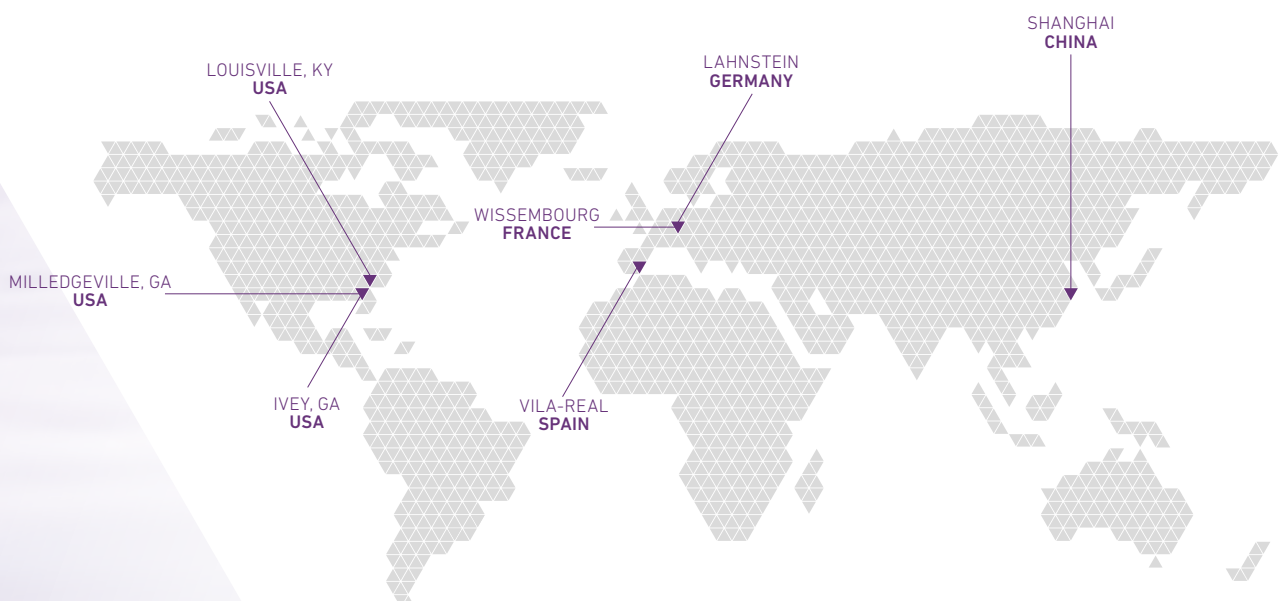 SHANGHAI
CHINA
LAHNSTEIN
GERMANY
LOUISVILLE, KY
USA
WISSEMBOURG
FRANCE
MILLEDGEVILLE, GA
USA
IVEY, GA
USA
VILA-REAL
SPAIN